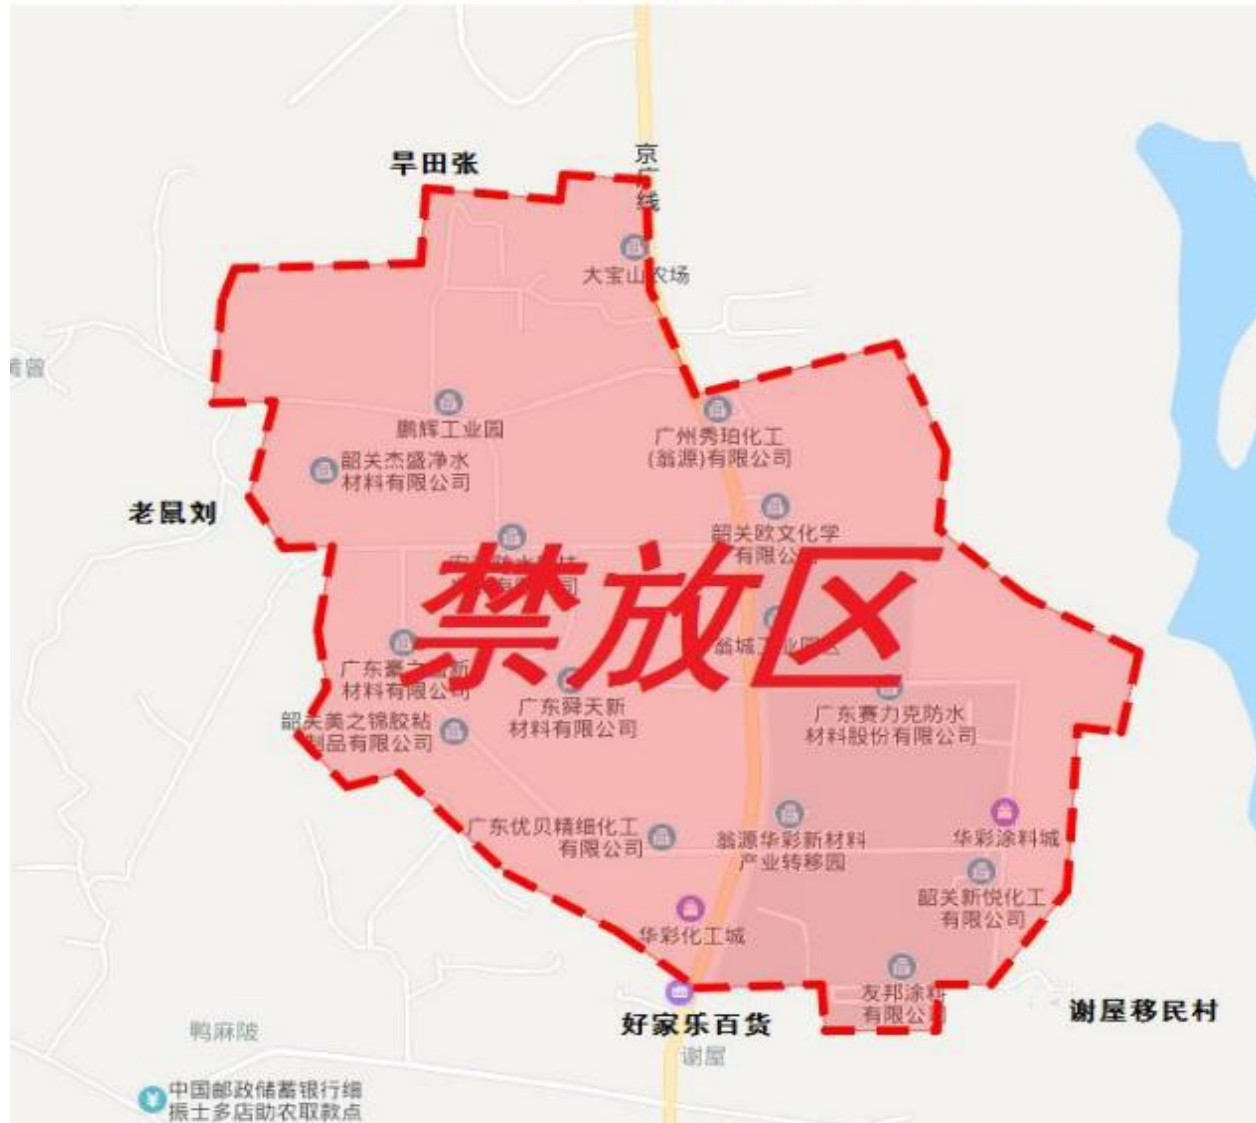 旱田张
京广线
大宝山农场
曾
鹏辉工业园
广州秀珀化工
(翁源)有限公司
韶关杰盛净水
材料有限公司
老鼠刘
韶关欧文化学
有限公司
禁放区
翁城工业园区
广东
新
材料有限公司
广东舜天新
材料有限公司
广东赛力克防水
材料股份有限公司
韶关美之锦胶粘
制品有限公司
广东优贝精细化工
有限公司
翁源华彩新材料
产业转移园
华彩涂料城
韶关新悦化工
有限公司
华彩化工城
友邦涂料
有限公司
好家乐百货
谢屋移民村
谢屋
鸭麻陂
¥
中国邮政储蓄银行细
振士多店助农取款点